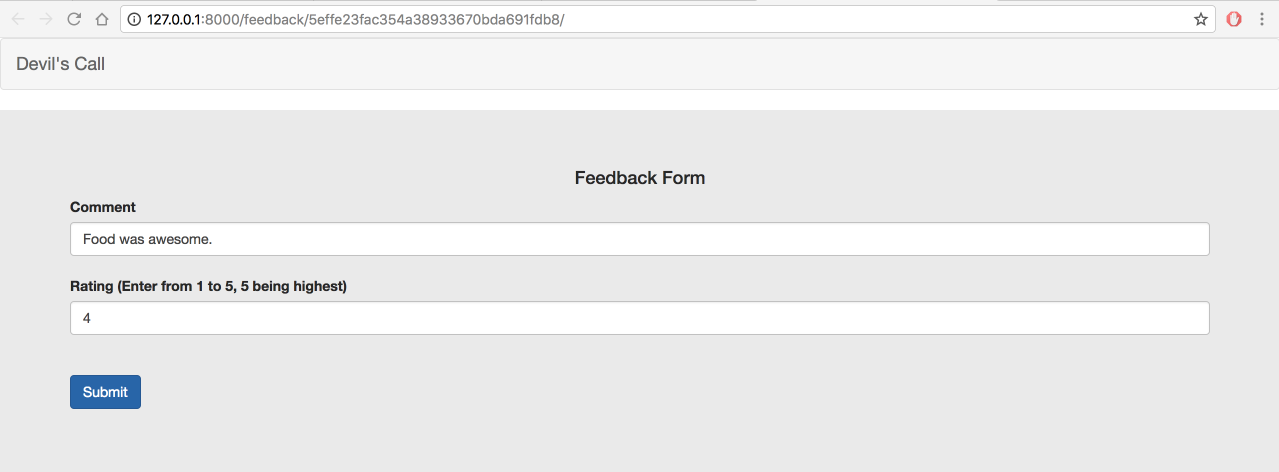 127.0.0.1:8000/feedback/5effe23fac354a38933670bda691fdb8/
Devil's Call
Feedback Form
Comment
Food was awesome.
Rating (Enter from 1 to 5, 5 being highest)
4
Submit